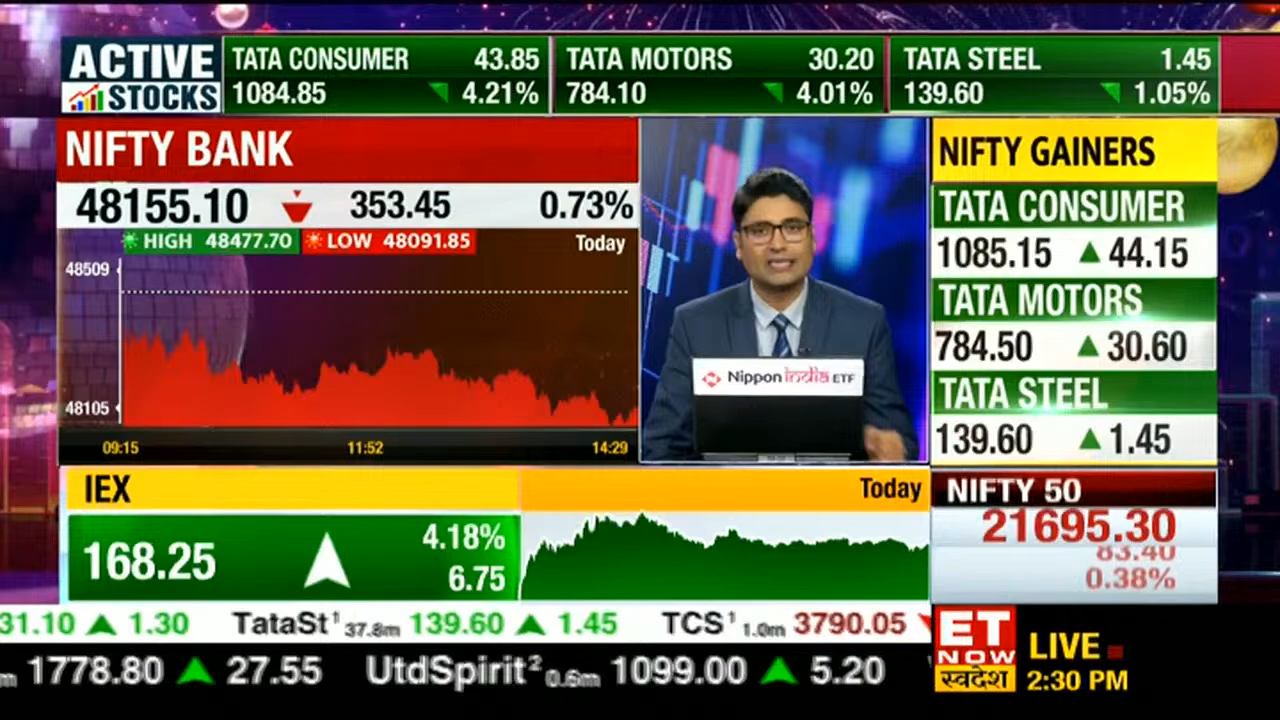 ACTIVE STOCKS
TATA CONSUMER 43.85
1084.85 4.21%
TATA MOTORS 30.20
784.10 4.01%
TATA STEEL 1.45
139.60 1.05%
NIFTY BANK
48155.10 353.45 0.73%
HIGH 48477.70 LOW 48091.85 Today
48509
48105
09:15 11:52 14:29
Nippon india ETF
NIFTY GAINERS
TATA CONSUMER
1085.15 44.15
TATA MOTORS
784.50 30.60
TATA STEEL
139.60 1.45
IEX Today
168.25 4.18%
6.75
NIFTY 50
21695.30
83.40
0.38%
31.10 1.30 TataSt¹ 37.8m 139.60 1.45 TCS¹ 1.0m 3790.05
m 1778.80 27.55 UtdSpirit² 0.6m 1099.00 5.20
ET NOW
स्वदेश
LIVE
2:30 PM